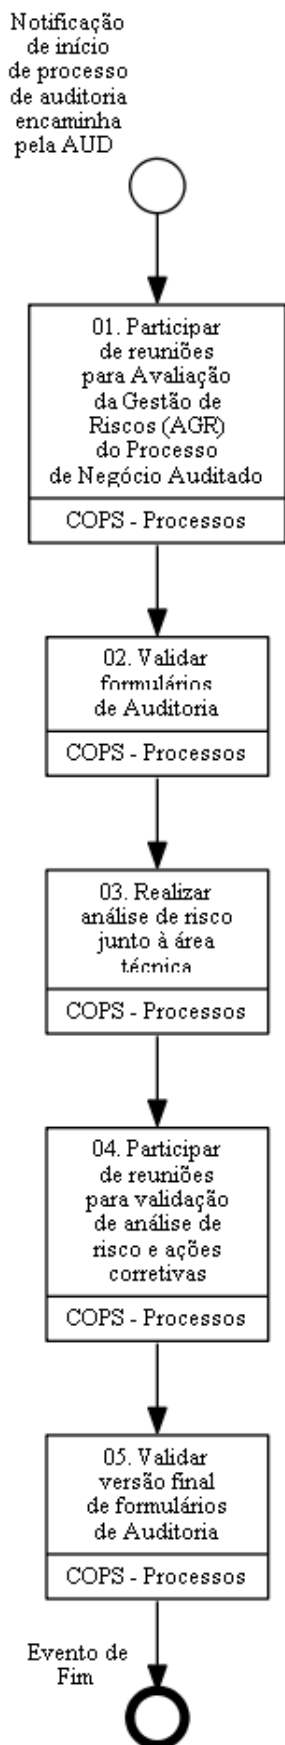 Notificação
de início
de processo
de auditoria
encaminha
pela AUD
01. Participar
de reuniões
para Avaliação
da Gestão de
Riscos (AGR)
do Processo
de Negócio Auditado
COPS - Processos
02. Validar
formulários
de Auditoria
COPS - Processos
03. Realizar
análise de risco
junto à área
técnica
COPS - Processos
04. Participar
de reuniões
para validação
de análise de
risco e ações
corretivas
COPS - Processos
05. Validar
versão final
de formulários
de Auditoria
COPS - Processos
Evento de
Fim